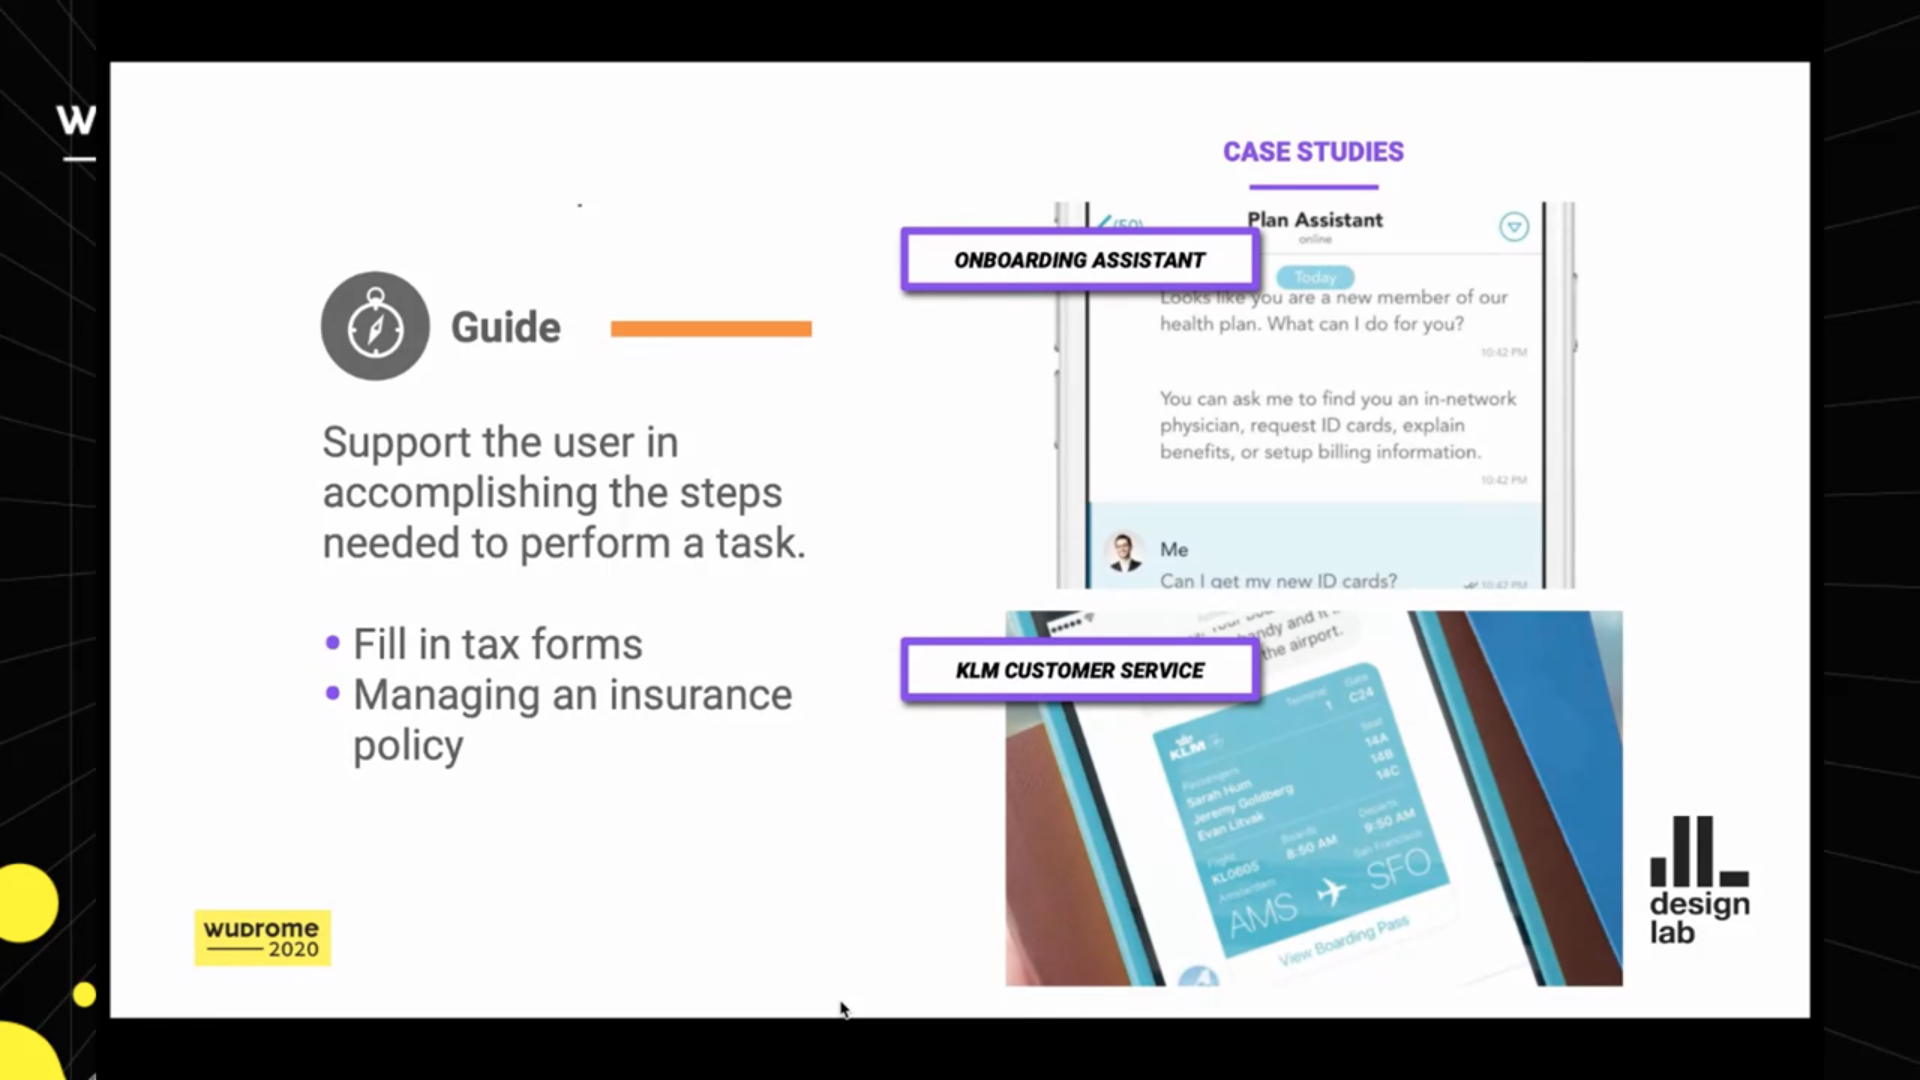 W
CASE STUDIES
Plan Assistant
online
ONBOARDING ASSISTANT
Today
Looks like you are a new member of our
health plan. What can I do for you?
10:42 PM
You can ask me to find you an in-network
physician, request ID cards, explain
benefits, or setup billing information.
10:42 PM
Me
Can I get my new ID cards?
10:42 PM
Guide
Support the user in
accomplishing the steps
needed to perform a task.
• Fill in tax forms
• Managing an insurance
policy
KLM CUSTOMER SERVICE
the airport.
Terminal
1
Gate
C24
KLM
Seat
14A
14B
14C
Passengers
Sarah Hum
Jeremy Goldberg
Evan Litvak
Flight
KL0605
Boards
8:50 AM
Departs
9:50 AM
Amsterdam
AMS
San Francisco
SFO
View Boarding Pass
WUDROME
2020
design
lab